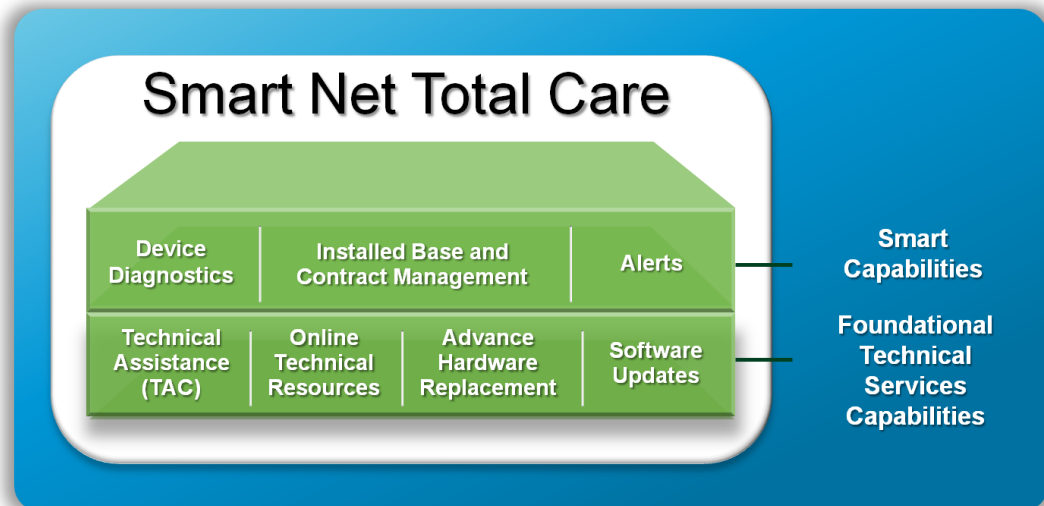 Smart Net Total Care
Device
Diagnostics
Installed Base and
Contract Management
Alerts
Smart
Capabilities
Technical
Assistance
(TAC)
Online
Technical
Resources
Advance
Hardware
Replacement
Software
Updates
Foundational
Technical
Services
Capabilities